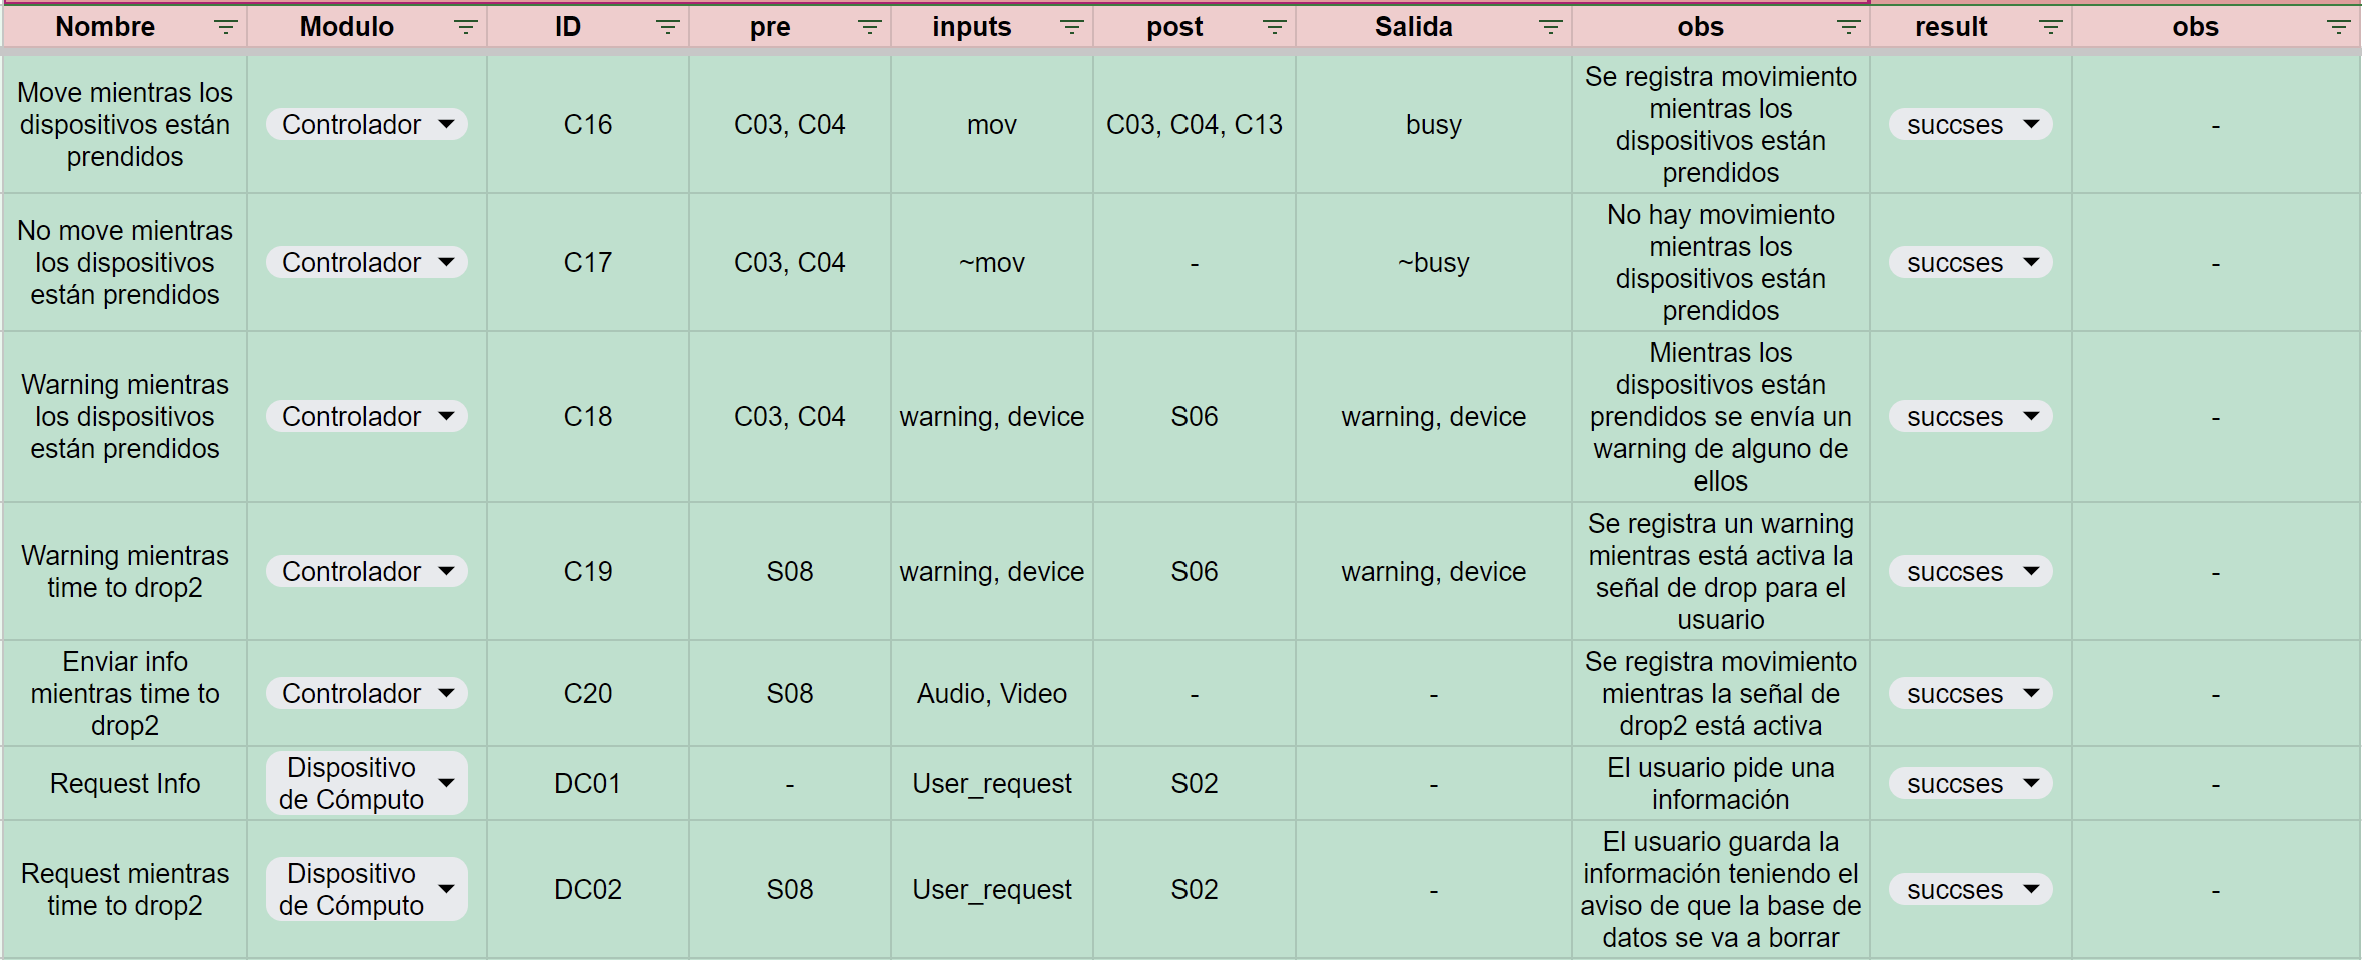 Nombre Modulo ID pre inputs post Salida obs result obs
Move mientras los
dispositivos están
prendidos
Controlador
C16
C03, C04
mov
C03, C04, C13
busy
Se registra movimiento
mientras los
dispositivos están
prendidos
succses
-
No move mientras
los dispositivos
están prendidos
Controlador
C17
C03, C04
~mov
-
~busy
No hay movimiento
mientras los
dispositivos están
prendidos
succses
-
Warning mientras
los dispositivos
están prendidos
Controlador
C18
C03, C04
warning, device
S06
warning, device
Mientras los
dispositivos están
prendidos se envía un
warning de alguno de
ellos
succses
-
Warning mientras
time to drop2
Controlador
C19
S08
warning, device
S06
warning, device
Se registra un warning
mientras está activa la
señal de drop para el
usuario
succses
-
Enviar info
mientras time to
drop2
Controlador
C20
S08
Audio, Video
-
-
Se registra movimiento
mientras la señal de
drop2 está activa
succses
-
Request Info
Dispositivo
de Cómputo
DC01
-
User_request
S02
-
El usuario pide una
información
succses
-
Request mientras
time to drop2
Dispositivo
de Cómputo
DC02
S08
User_request
S02
-
El usuario guarda la
información teniendo el
aviso de que la base de
datos se va a borrar
succses
-